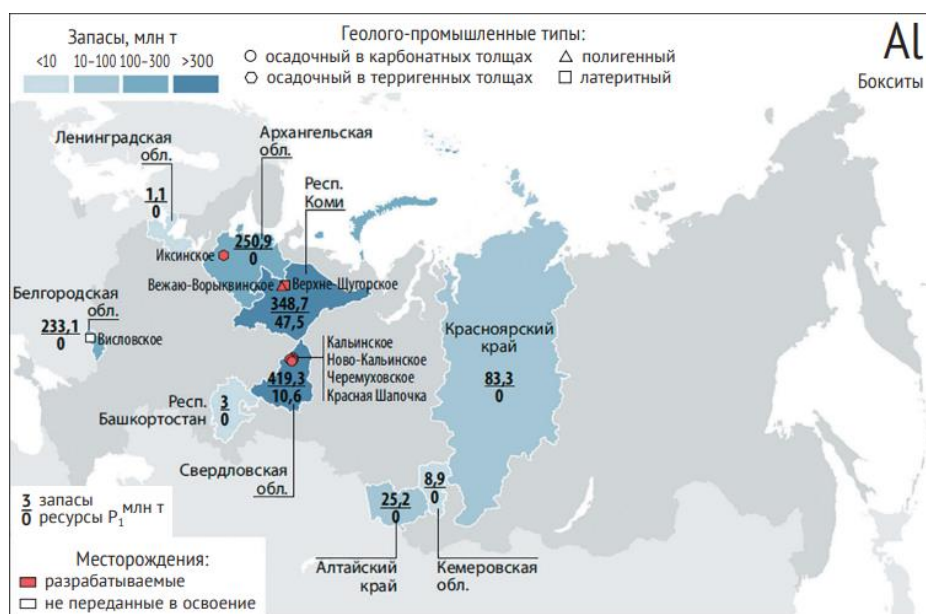 Запасы, млн т
<10 10–100 100–300 >300
Геолого-промышленные типы:
осадочный в карбонатных толщах
полигенный
осадочный в терригенных толщах
латеритный
Al
Бокситы
Ленинградская
обл.
1,1
0
Архангельская
обл.
250,9
0
Иксинское
Респ.
Коми
Вежаю-Ворыквинское
Верхне-Щугорское
348,7
47,5
Белгородская
обл.
233,1
0
Висловское
Кальинское
Ново-Кальинское
Черемуховское
Красная Шапочка
419,3
10,6
Свердловская
обл.
Респ.
Башкортостан
3
0
Красноярский
край
83,3
0
25,2
0
Алтайский
край
8,9
0
Кемеровская
обл.
3 запасы
0 ресурсы P₁
млн т
Месторождения:
разрабатываемые
не переданные в освоение